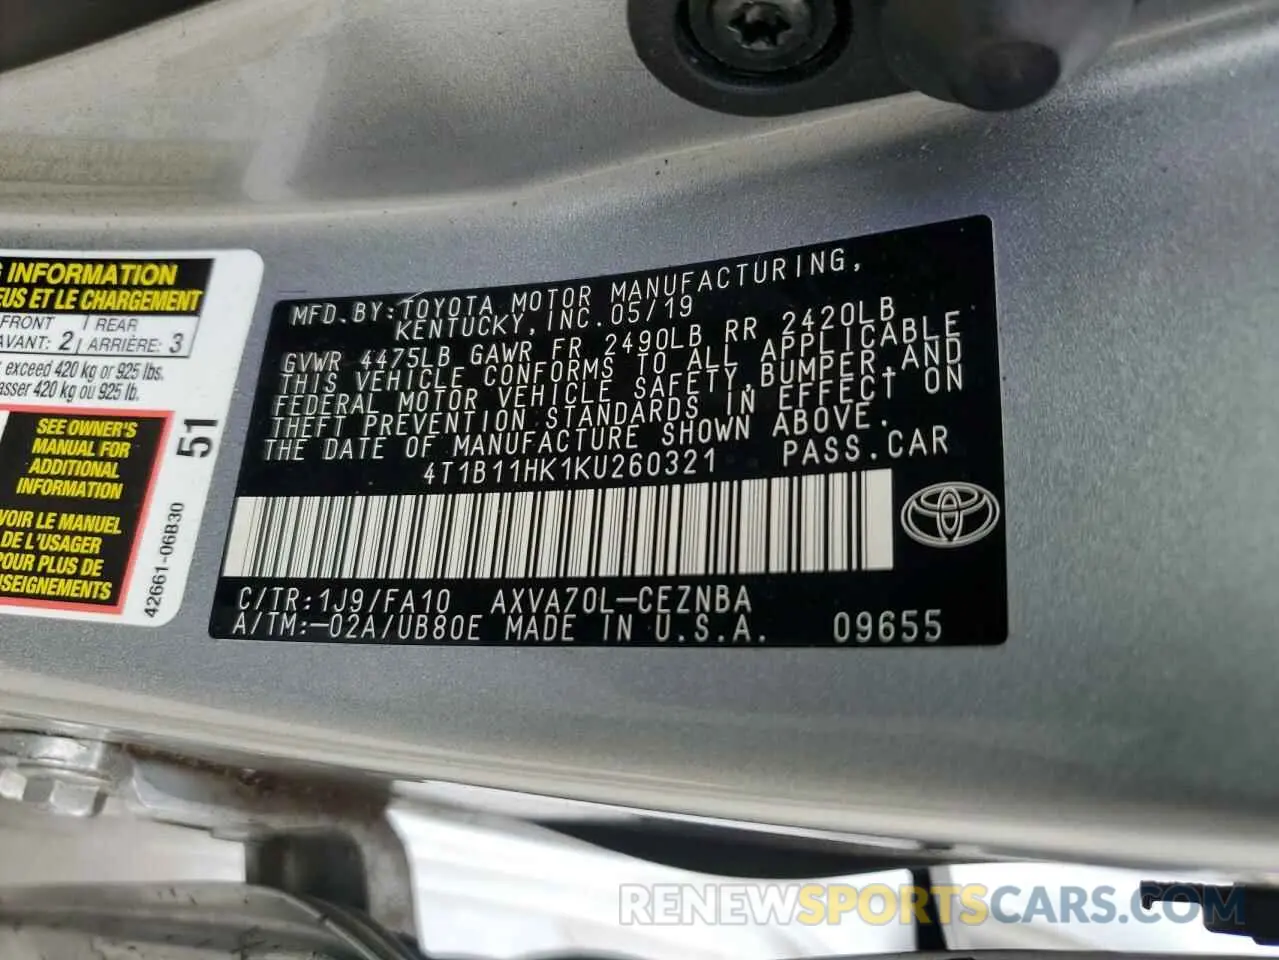 G INFORMATION
EUS ET LE CHARGEMENT
FRONT
AVANT: 2
REAR
ARRIÈRE: 3
exceed 420 kg or 925 lbs.
asser 420 kg ou 925 lb.
SEE OWNER'S
MANUAL FOR
ADDITIONAL
INFORMATION
VOIR LE MANUEL
DE L'USAGER
POUR PLUS DE
SEIGNEMENTS
51
42661-06B30
MFD. BY: TOYOTA MOTOR MANUFACTURING,
KENTUCKY, INC. 05/19
GVWR 4475LB GAWR FR 2490LB RR 2420LB
THIS VEHICLE CONFORMS TO ALL APPLICABLE
FEDERAL MOTOR VEHICLE SAFETY, BUMPER, AND
THEFT PREVENTION STANDARDS IN EFFECT ON
THE DATE OF MANUFACTURE SHOWN ABOVE.
4T1B11HK1KU260321 PASS. CAR
C/TR: 1J9/FA10 AXVA70L-CEZNBA
A/TM: -02A/UB80E MADE IN U.S.A. 09655
RENEWSPORTSCARS.COM